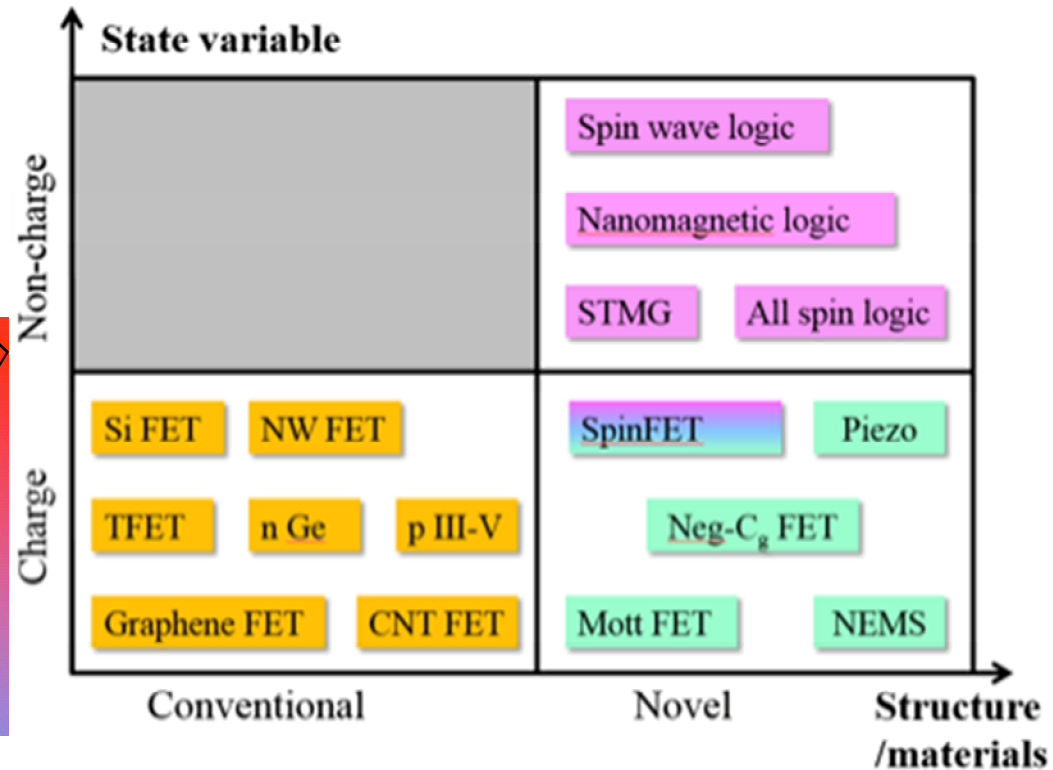 State variable
Non-charge
Spin wave logic
Nanomagnetic logic
STMG
All spin logic
Charge
Si FET
NW FET
SpinFET
Piezo
TFET
n Ge
p III-V
Neg-Cg FET
Graphene FET
CNT FET
Mott FET
NEMS
Conventional
Novel
Structure
/materials